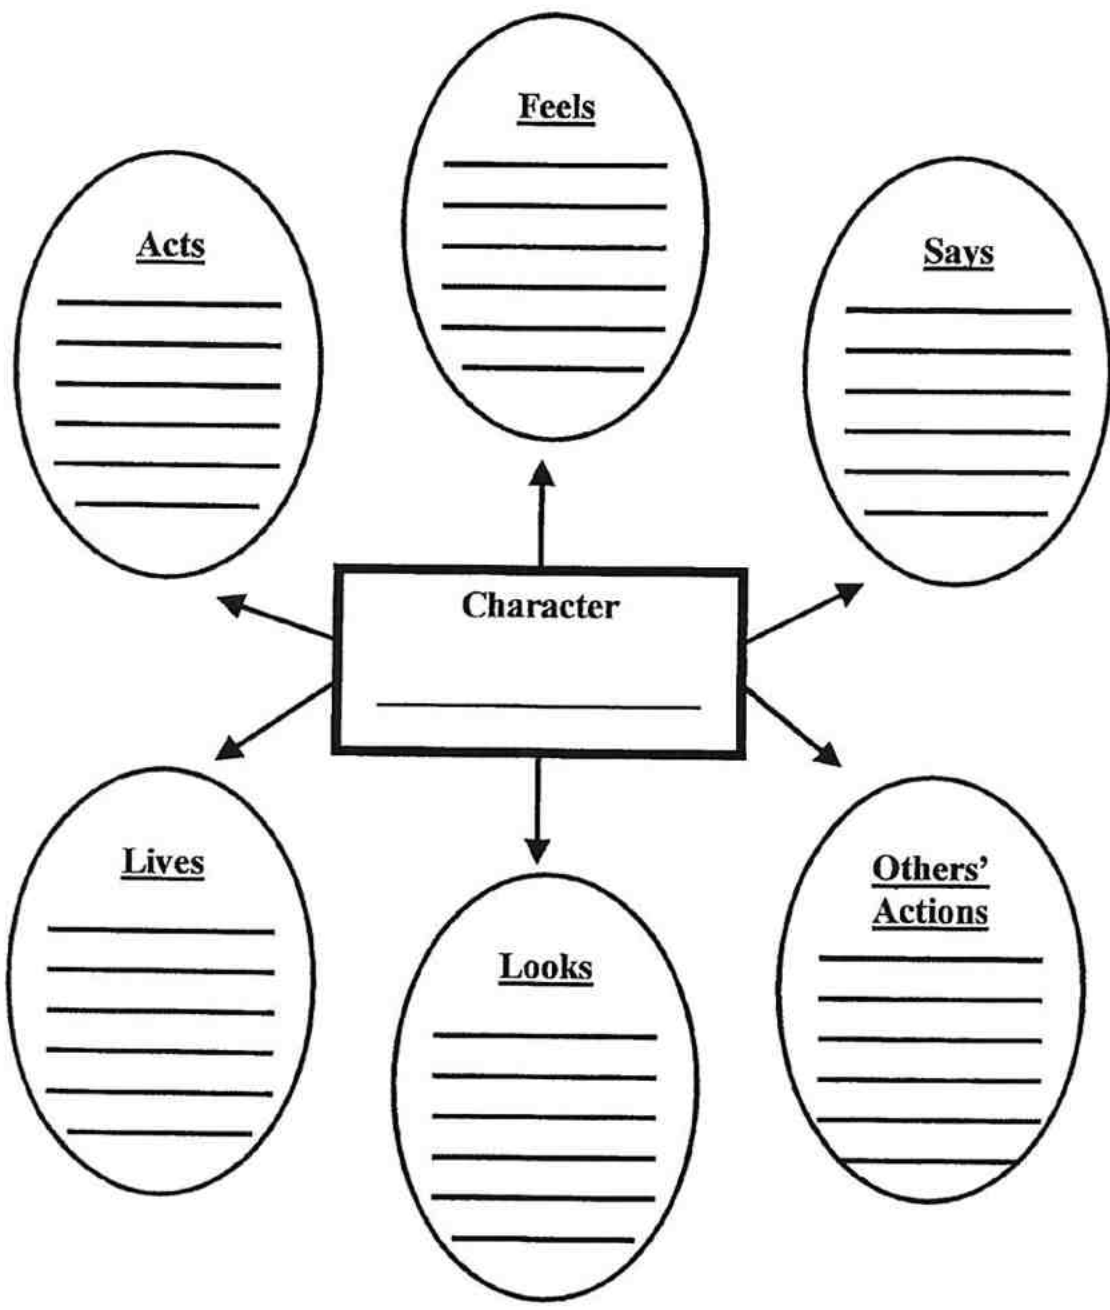 Feels
Acts
Says
Character
Lives
Others'
Actions
Looks